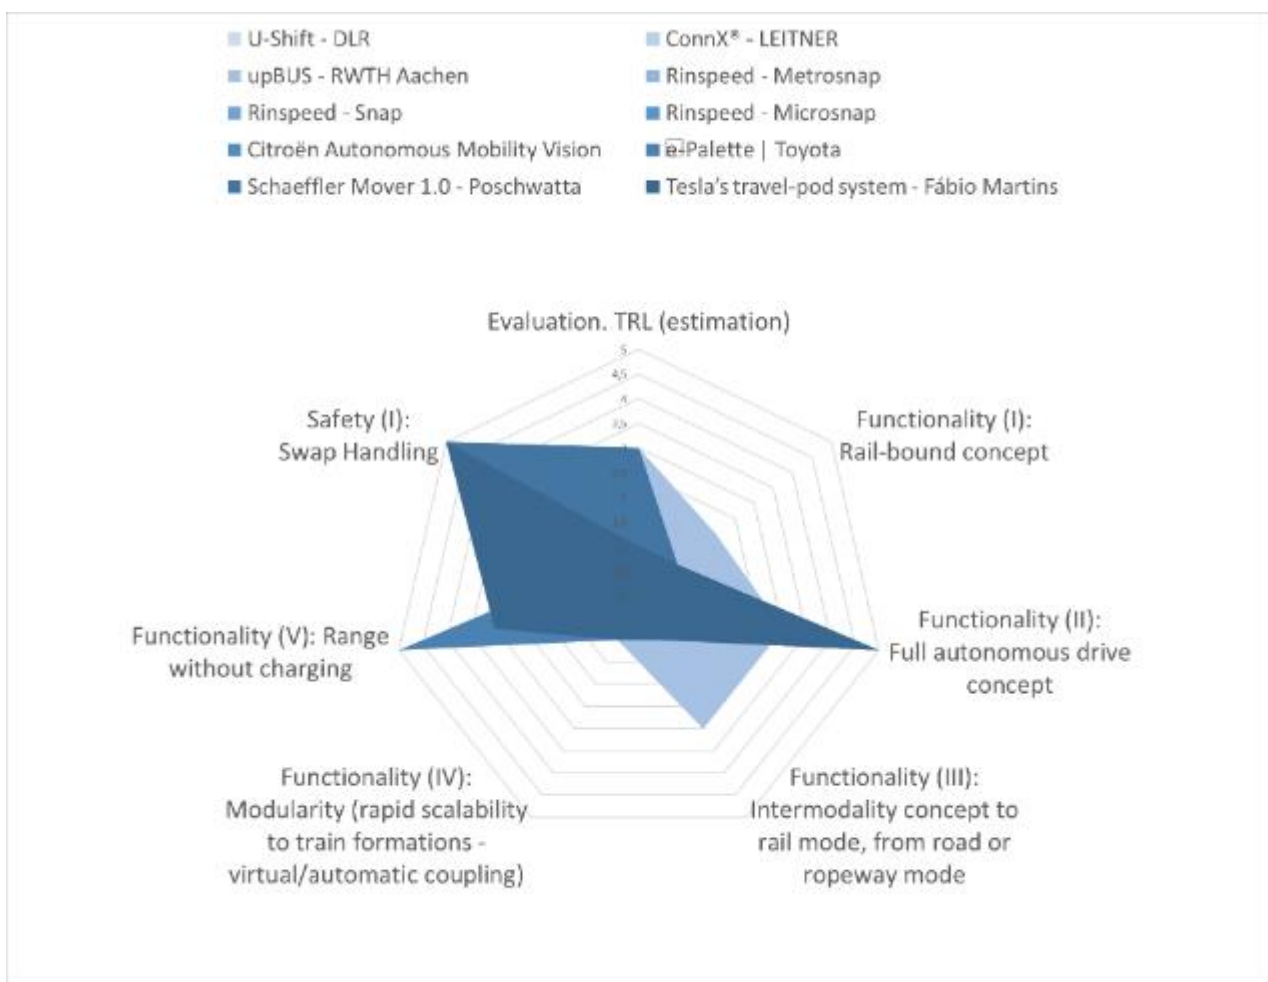 U-Shift - DLR
ConnX® - LEITNER
upBUS - RWTH Aachen
Rinspeed - Metrosnap
Rinspeed - Snap
Rinspeed - Microsnap
Citroën Autonomous Mobility Vision
e-Palette | Toyota
Schaeffler Mover 1.0 - Poschwatta
Tesla's travel-pod system - Fábio Martins
Evaluation. TRL (estimation)
5
4,5
4
3,5
Safety (I):
Swap Handling
Functionality (I):
Rail-bound concept
Functionality (V): Range
without charging
Functionality (II):
Full autonomous drive
concept
Functionality (IV):
Modularity (rapid scalability
to train formations -
virtual/automatic coupling)
Functionality (III):
Intermodality concept to
rail mode, from road or
ropeway mode